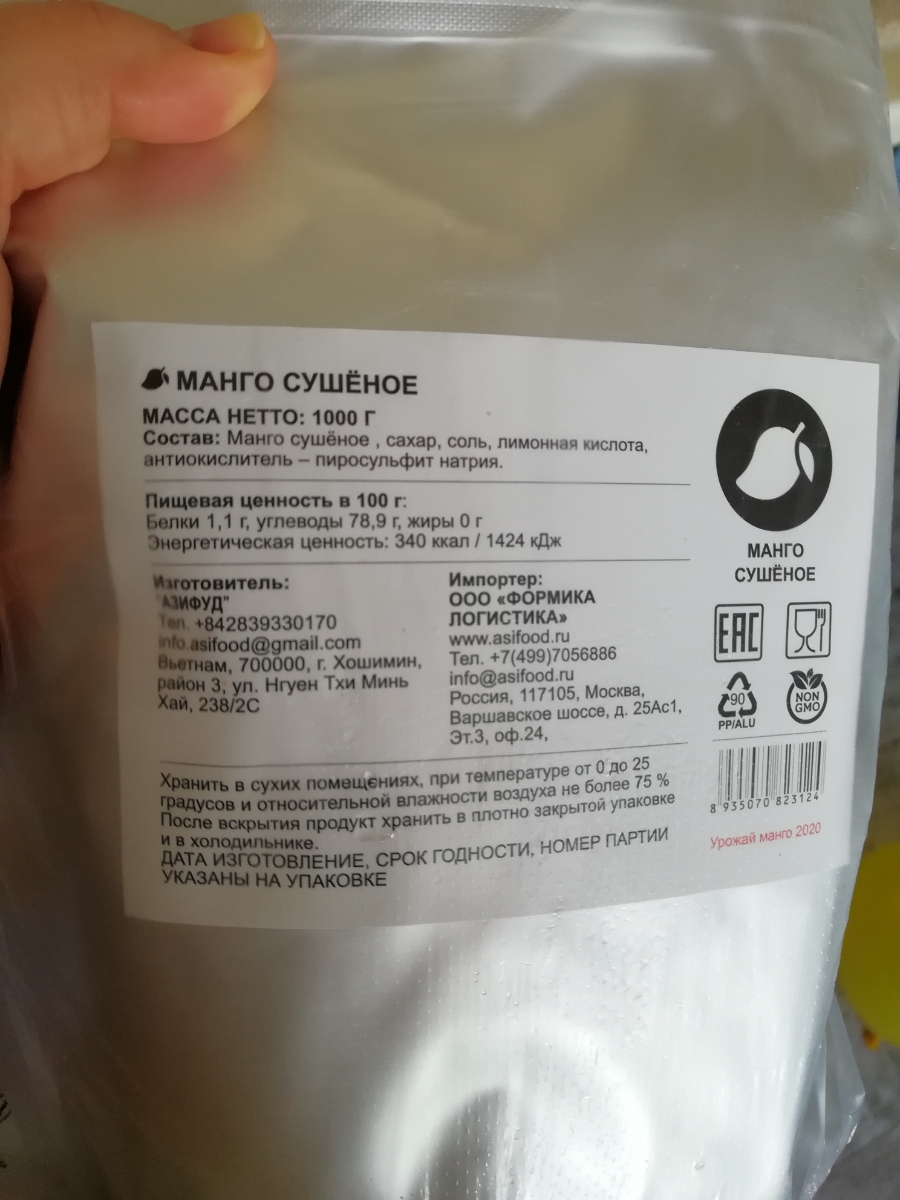 МАНГО СУШЁНОЕ
МАССА НЕТТО: 1000 Г
Состав: Манго сушёное , сахар, соль, лимонная кислота,
антиокислитель – пиросульфит натрия.
Пищевая ценность в 100 г:
Белки 1,1 г, углеводы 78,9 г, жиры 0 г
Энергетическая ценность: 340 ккал / 1424 кДж
Изготовитель:
"АЗИФУД"
Тел. +842839330170
info.asifood@gmail.com
Вьетнам, 700000, г. Хошимин,
район 3, ул. Нгуен Тхи Минь
Хай, 238/2С
Импортер:
ООО «ФОРМИКА
ЛОГИСТИКА»
www.asifood.ru
Тел. +7(499)7056886
info@asifood.ru
Россия, 117105, Москва,
Варшавское шоссе, д. 25Ас1,
Эт.3, оф.24,
Хранить в сухих помещениях, при температуре от 0 до 25
градусов и относительной влажности воздуха не более 75 %
После вскрытия продукт хранить в плотно закрытой упаковке
и в холодильнике.
ДАТА ИЗГОТОВЛЕНИЕ, СРОК ГОДНОСТИ, НОМЕР ПАРТИИ
УКАЗАНЫ НА УПАКОВКЕ
МАНГО
СУШЁНОЕ
ЕАС
90
PP/ALU
NON
GMO
8 935070 823124
Урожай манго 2020